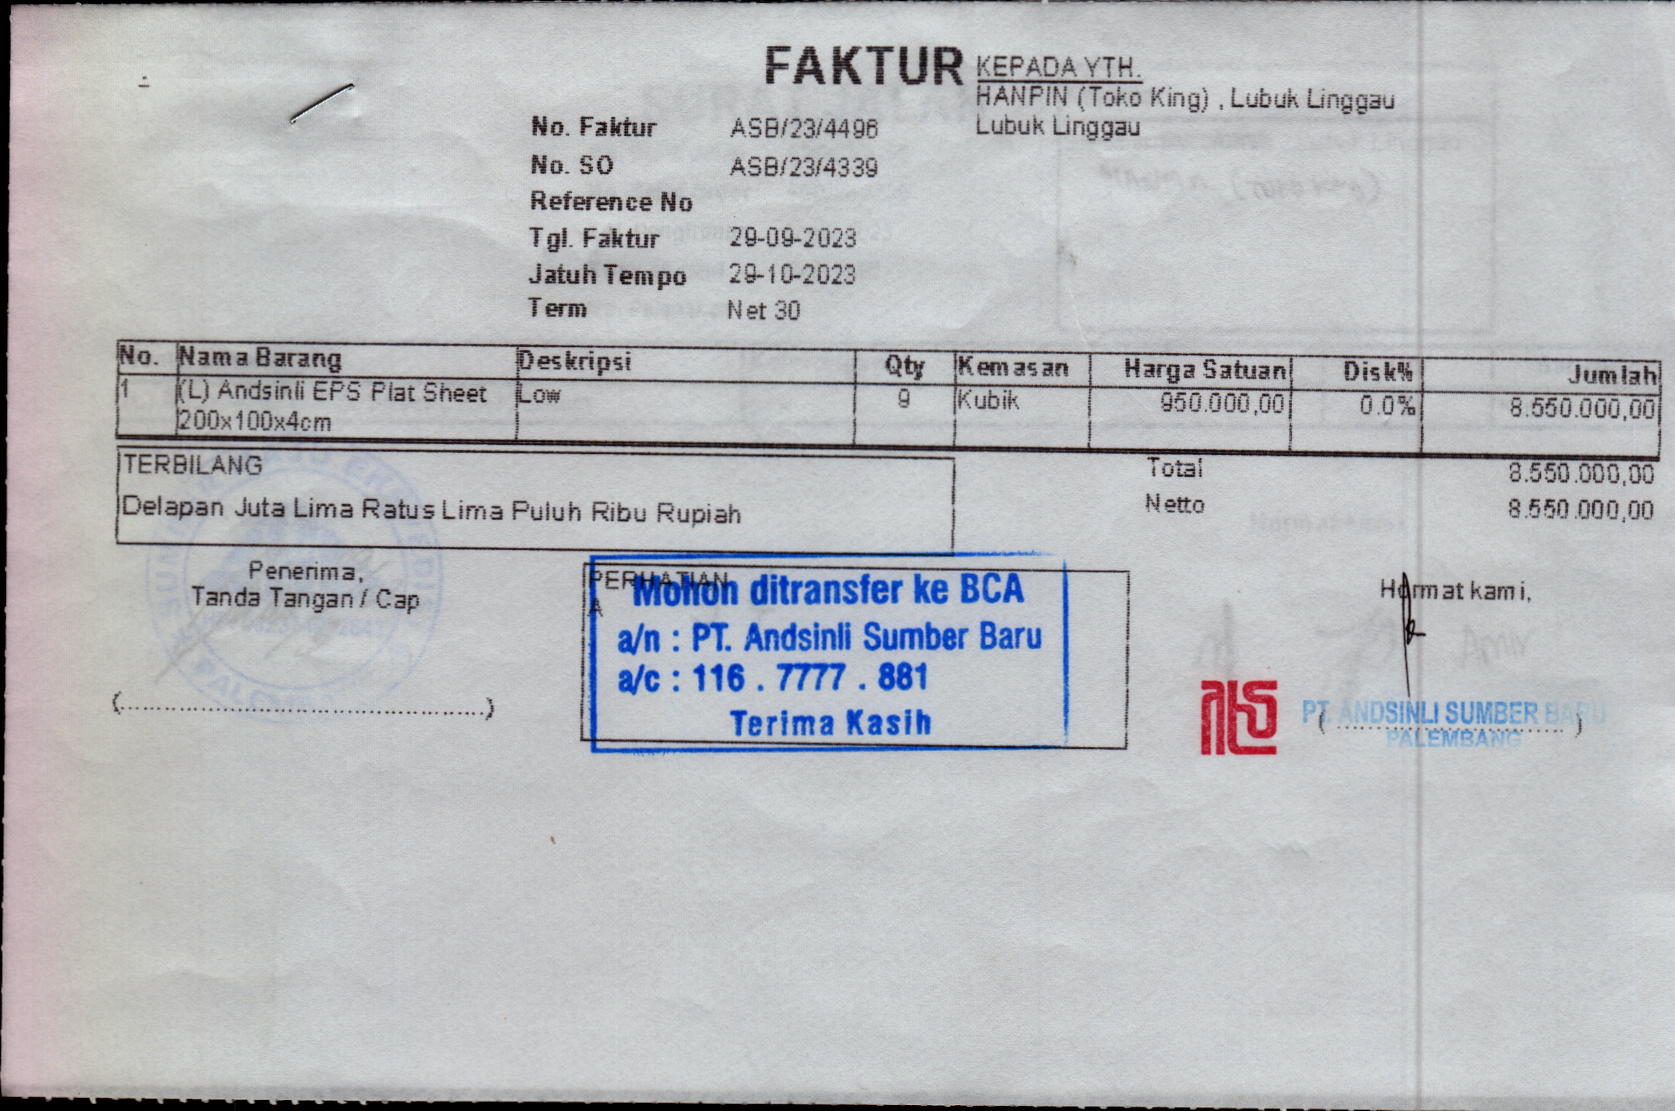 FAKTUR
KEPADA YTH.
HANPIN (Toko King) , Lubuk Linggau
Lubuk Linggau
No. Faktur ASB/23/4496
No. SO ASB/23/4339
Reference No
Tgl. Faktur 29-09-2023
Jatuh Tempo 29-10-2023
Term Net 30
No. Nama Barang Deskripsi Qty Kemasan Harga Satuan Disk% Jumlah
1 (L) Andsinli EPS Plat Sheet Low 9 Kubik 950.000,00 0.0% 8.550.000,00
200x100x4cm
TERBILANG
Delapan Juta Lima Ratus Lima Puluh Ribu Rupiah
Total 8.550.000,00
Netto 8.550.000,00
Penerima,
Tanda Tangan / Cap
(................................................)
PERHATIAN
A
Mohon ditransfer ke BCA
a/n : PT. Andsinli Sumber Baru
a/c : 116 . 7777 . 881
Terima Kasih
Hormat kami,
PT. ANDSINLI SUMBER BARU
(..............................)
PALEMBANG